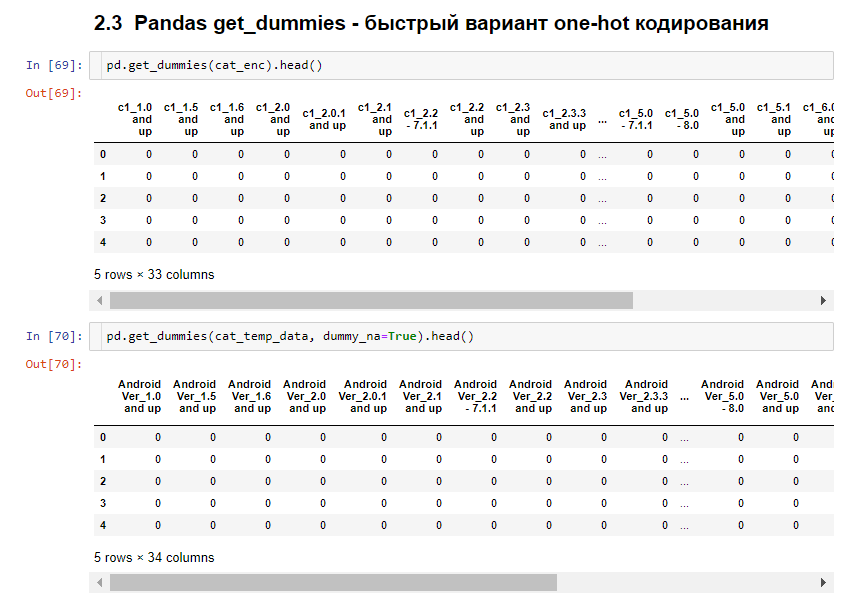 2.3 Pandas get_dummies - быстрый вариант one-hot кодирования
In [69]: pd.get_dummies(cat_enc).head()
Out[69]:
c1_1.0 and up c1_1.5 and up c1_1.6 and up c1_2.0 and up c1_2.0.1 and up c1_2.1 and up c1_2.2 - 7.1.1 c1_2.2 and up c1_2.3 and up c1_2.3.3 and up ... c1_5.0 - 7.1.1 c1_5.0 - 8.0 c1_5.0 and up c1_5.1 and up c1_6.0 and up
0 0 0 0 0 0 0 0 0 0 0 ... 0 0 0 0 0
1 0 0 0 0 0 0 0 0 0 0 ... 0 0 0 0 0
2 0 0 0 0 0 0 0 0 0 0 ... 0 0 0 0 0
3 0 0 0 0 0 0 0 0 0 0 ... 0 0 0 0 0
4 0 0 0 0 0 0 0 0 0 0 ... 0 0 0 0 0
5 rows × 33 columns
In [70]: pd.get_dummies(cat_temp_data, dummy_na=True).head()
Out[70]:
Android Ver_1.0 and up Android Ver_1.5 and up Android Ver_1.6 and up Android Ver_2.0 and up Android Ver_2.0.1 and up Android Ver_2.1 and up Android Ver_2.2 - 7.1.1 Android Ver_2.2 and up Android Ver_2.3 and up Android Ver_2.3.3 and up ... Android Ver_5.0 - 8.0 Android Ver_5.0 and up
0 0 0 0 0 0 0 0 0 0 0 ... 0 0
1 0 0 0 0 0 0 0 0 0 0 ... 0 0
2 0 0 0 0 0 0 0 0 0 0 ... 0 0
3 0 0 0 0 0 0 0 0 0 0 ... 0 0
4 0 0 0 0 0 0 0 0 0 0 ... 0 0
5 rows × 34 columns